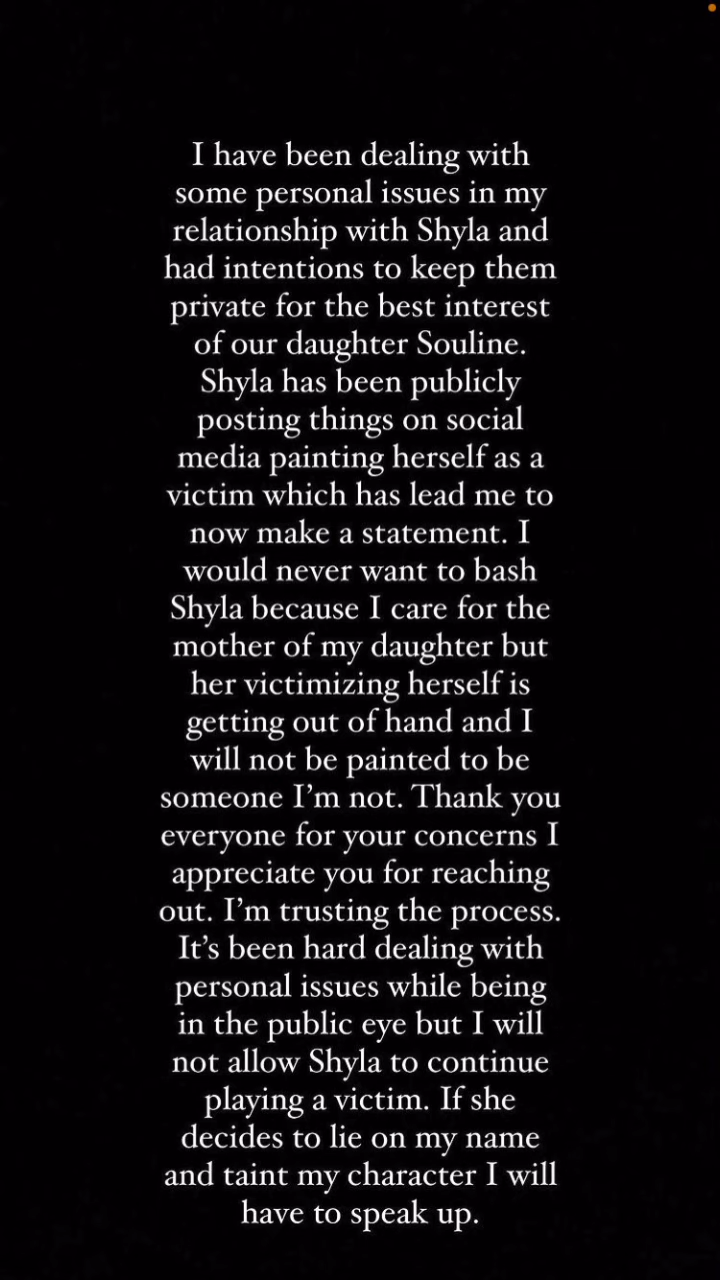 I have been dealing with
some personal issues in my
relationship with Shyla and
had intentions to keep them
private for the best interest
of our daughter Souline.
Shyla has been publicly
posting things on social
media painting herself as a
victim which has lead me to
now make a statement. I
would never want to bash
Shyla because I care for the
mother of my daughter but
her victimizing herself is
getting out of hand and I
will not be painted to be
someone I’m not. Thank you
everyone for your concerns I
appreciate you for reaching
out. I’m trusting the process.
It’s been hard dealing with
personal issues while being
in the public eye but I will
not allow Shyla to continue
playing a victim. If she
decides to lie on my name
and taint my character I will
have to speak up.